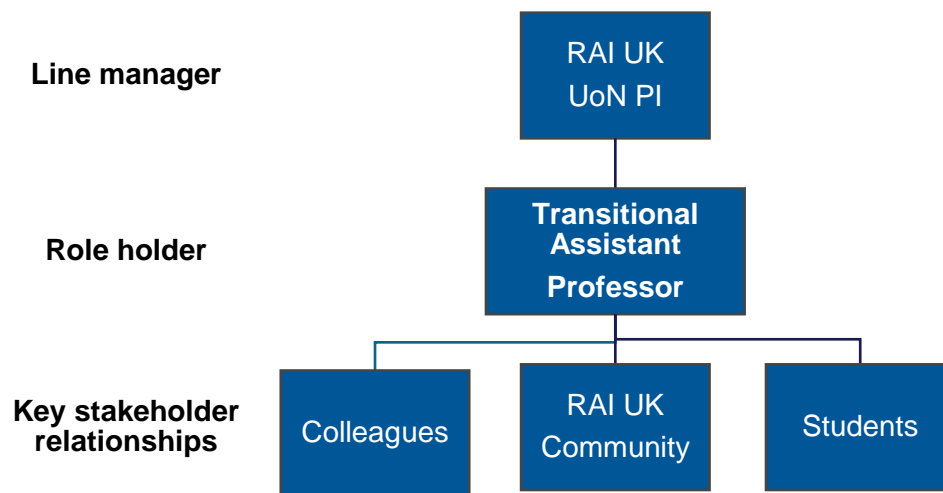 Line manager
RAI UK
UoN PI
Role holder
Transitional
Assistant
Professor
Key stakeholder
relationships
Colleagues
RAI UK
Community
Students